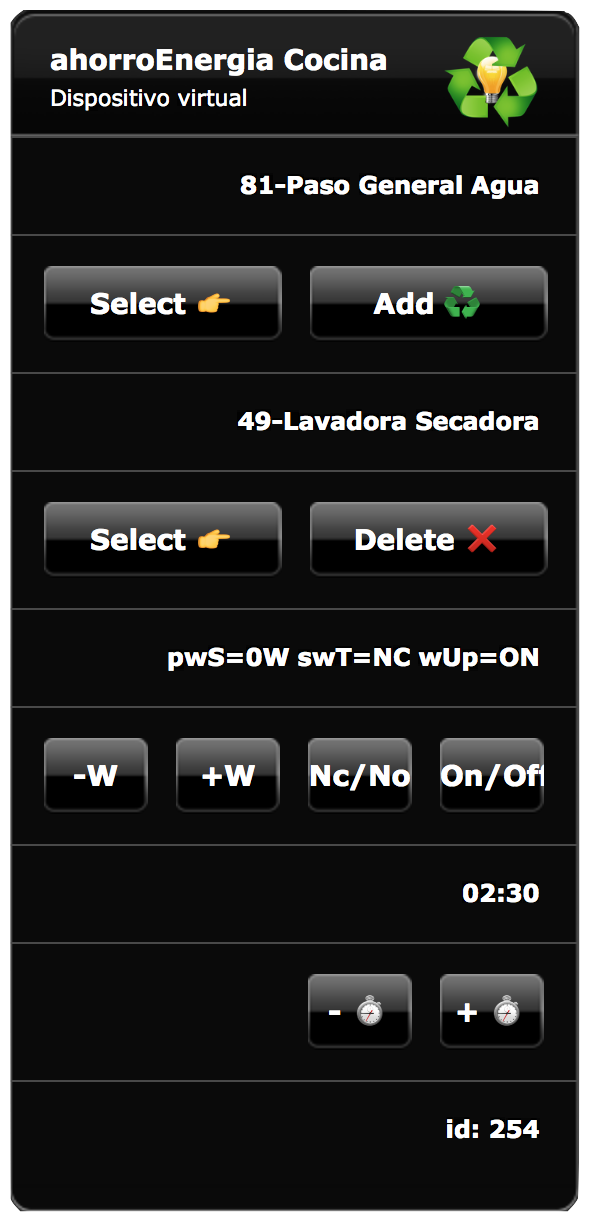 ahorroEnergia Cocina
Dispositivo virtual
81-Paso General Agua
Select 👉 Add ♻️
49-Lavadora Secadora
Select 👉 Delete ❌
pwS=0W swT=NC wUp=ON
-W +W Nc/No On/Off
02:30
- ⏱ + ⏱
id: 254